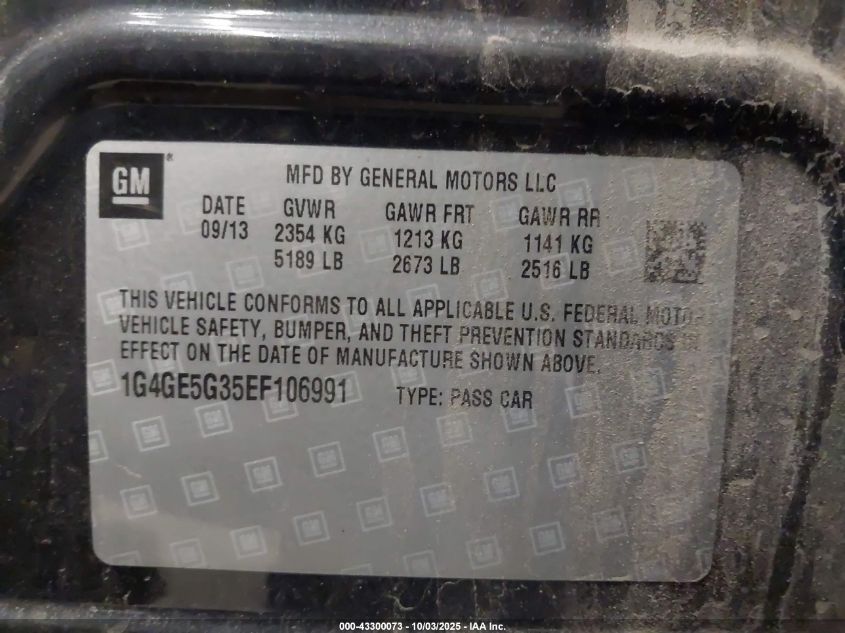 GM®
MFD BY GENERAL MOTORS LLC
DATE GVWR GAWR FRT GAWR RR
09/13 2354 KG 1213 KG 1141 KG
5189 LB 2673 LB 2516 LB
THIS VEHICLE CONFORMS TO ALL APPLICABLE U.S. FEDERAL MOTOR
VEHICLE SAFETY, BUMPER, AND THEFT PREVENTION STANDARDS IN
EFFECT ON THE DATE OF MANUFACTURE SHOWN ABOVE.
1G4GE5G35EF106991 TYPE: PASS CAR
000-43300073 - 10/03/2025 - IAA Inc.